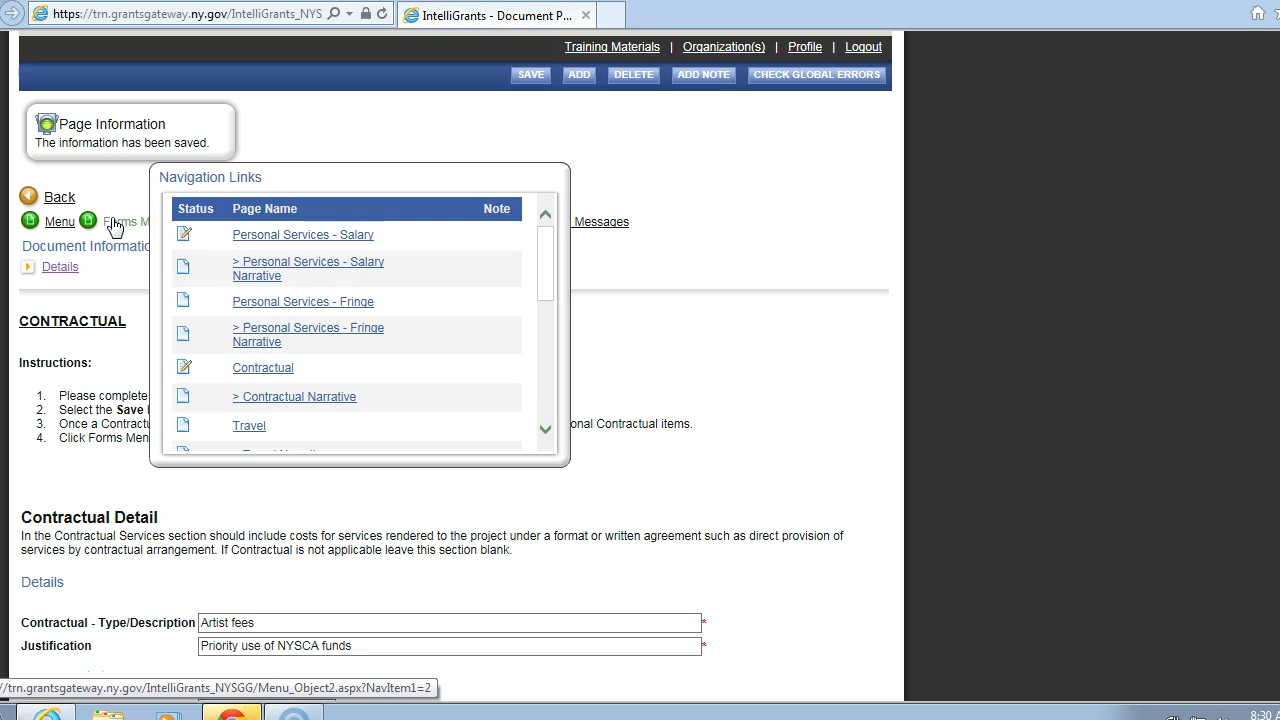 https://trn.grantsgateway.ny.gov/IntelliGrants_NYS
IntelliGrants - Document P...
Training Materials | Organization(s) | Profile | Logout
SAVE ADD DELETE ADD NOTE CHECK GLOBAL ERRORS
Page Information
The information has been saved.
Navigation Links
Status Page Name Note
Personal Services - Salary
> Personal Services - Salary
Narrative
Personal Services - Fringe
> Personal Services - Fringe
Narrative
Contractual
> Contractual Narrative
Travel
Back
Menu Forms M Messages
Document Informatio
Details
CONTRACTUAL
Instructions:
1. Please complete
2. Select the Save
3. Once a Contractu onal Contractual items.
4. Click Forms Men
Contractual Detail
In the Contractual Services section should include costs for services rendered to the project under a format or written agreement such as direct provision of
services by contractual arrangement. If Contractual is not applicable leave this section blank.
Details
Contractual - Type/Description Artist fees *
Justification Priority use of NYSCA funds *
//trn.grantsgateway.ny.gov/IntelliGrants_NYSGG/Menu_Object2.aspx?NavItem1=2
8:30 A